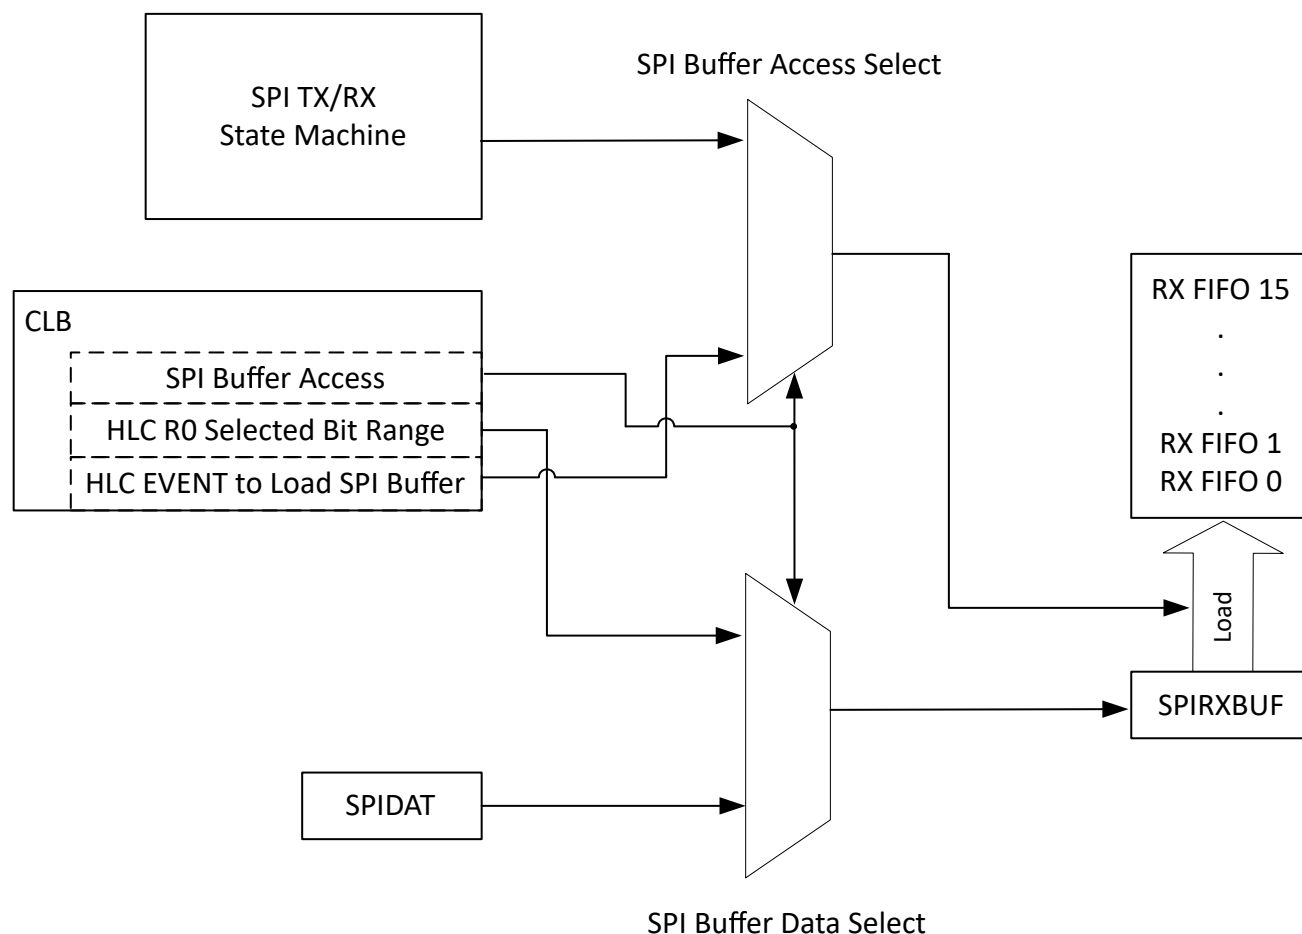 SPI TX/RX
State Machine
SPI Buffer Access Select
CLB
SPI Buffer Access
HLC R0 Selected Bit Range
HLC EVENT to Load SPI Buffer
RX FIFO 15
.
.
.
RX FIFO 1
RX FIFO 0
Load
SPIRXBUF
SPIDAT
SPI Buffer Data Select